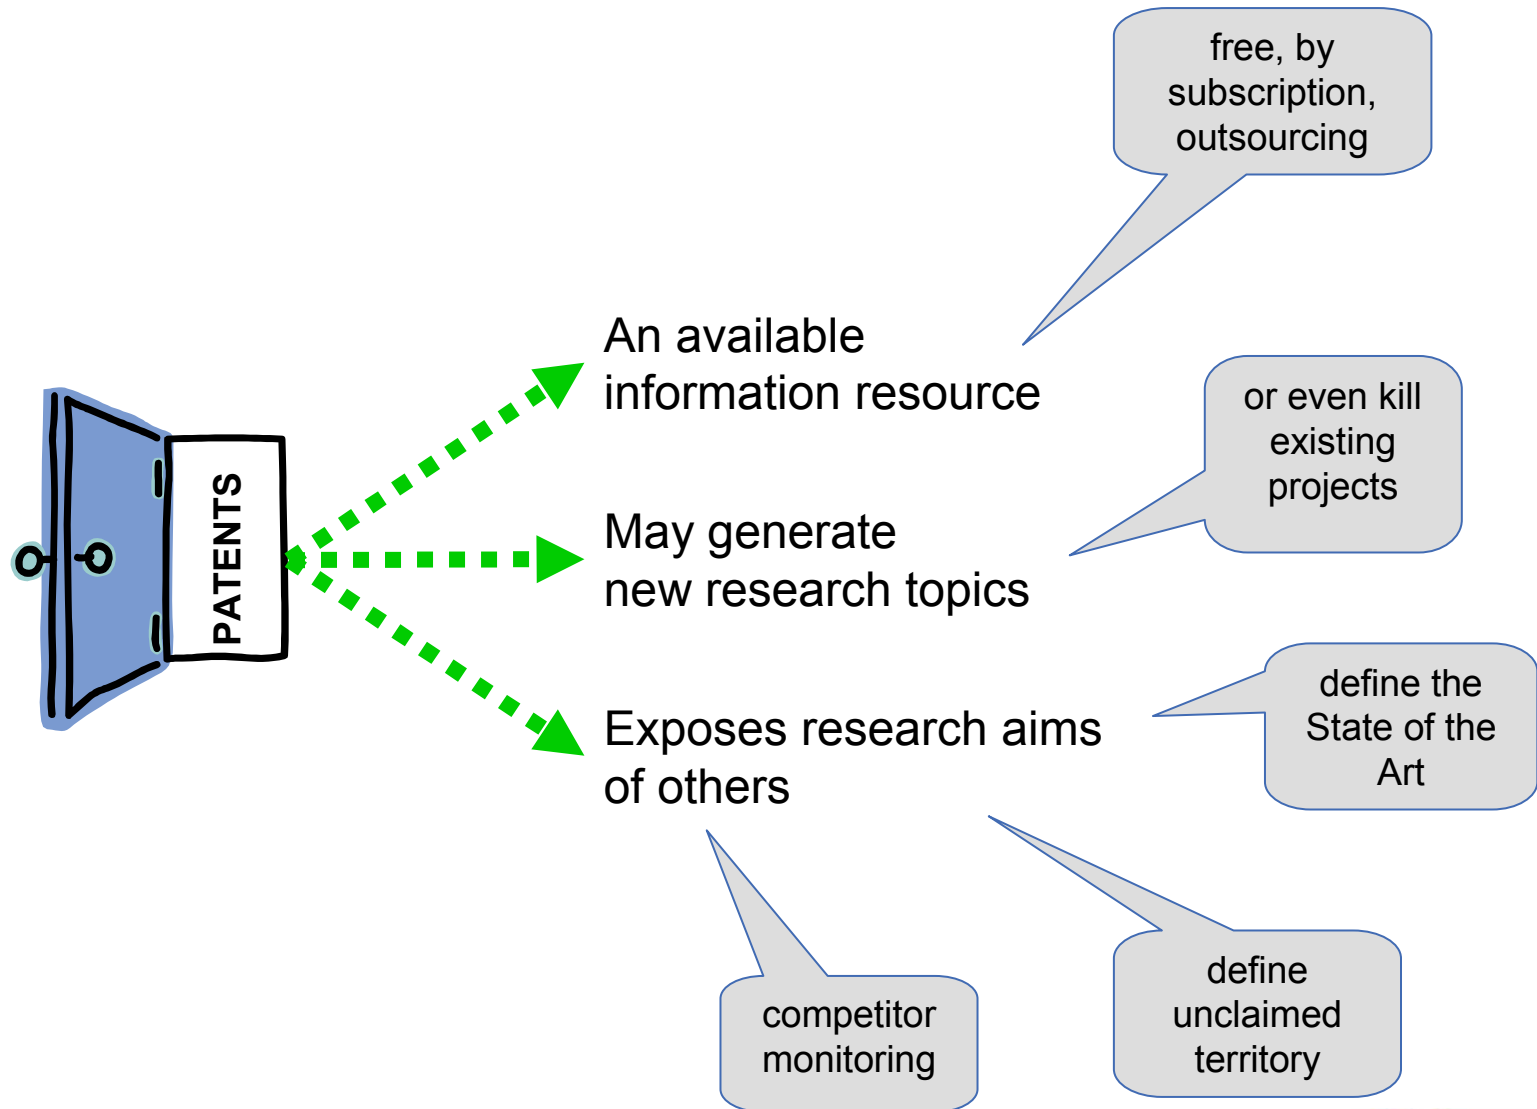 free, by
subscription,
outsourcing
An available
information resource
or even kill
existing
projects
PATENTS
May generate
new research topics
define the
State of the
Art
Exposes research aims
of others
define
unclaimed
territory
competitor
monitoring